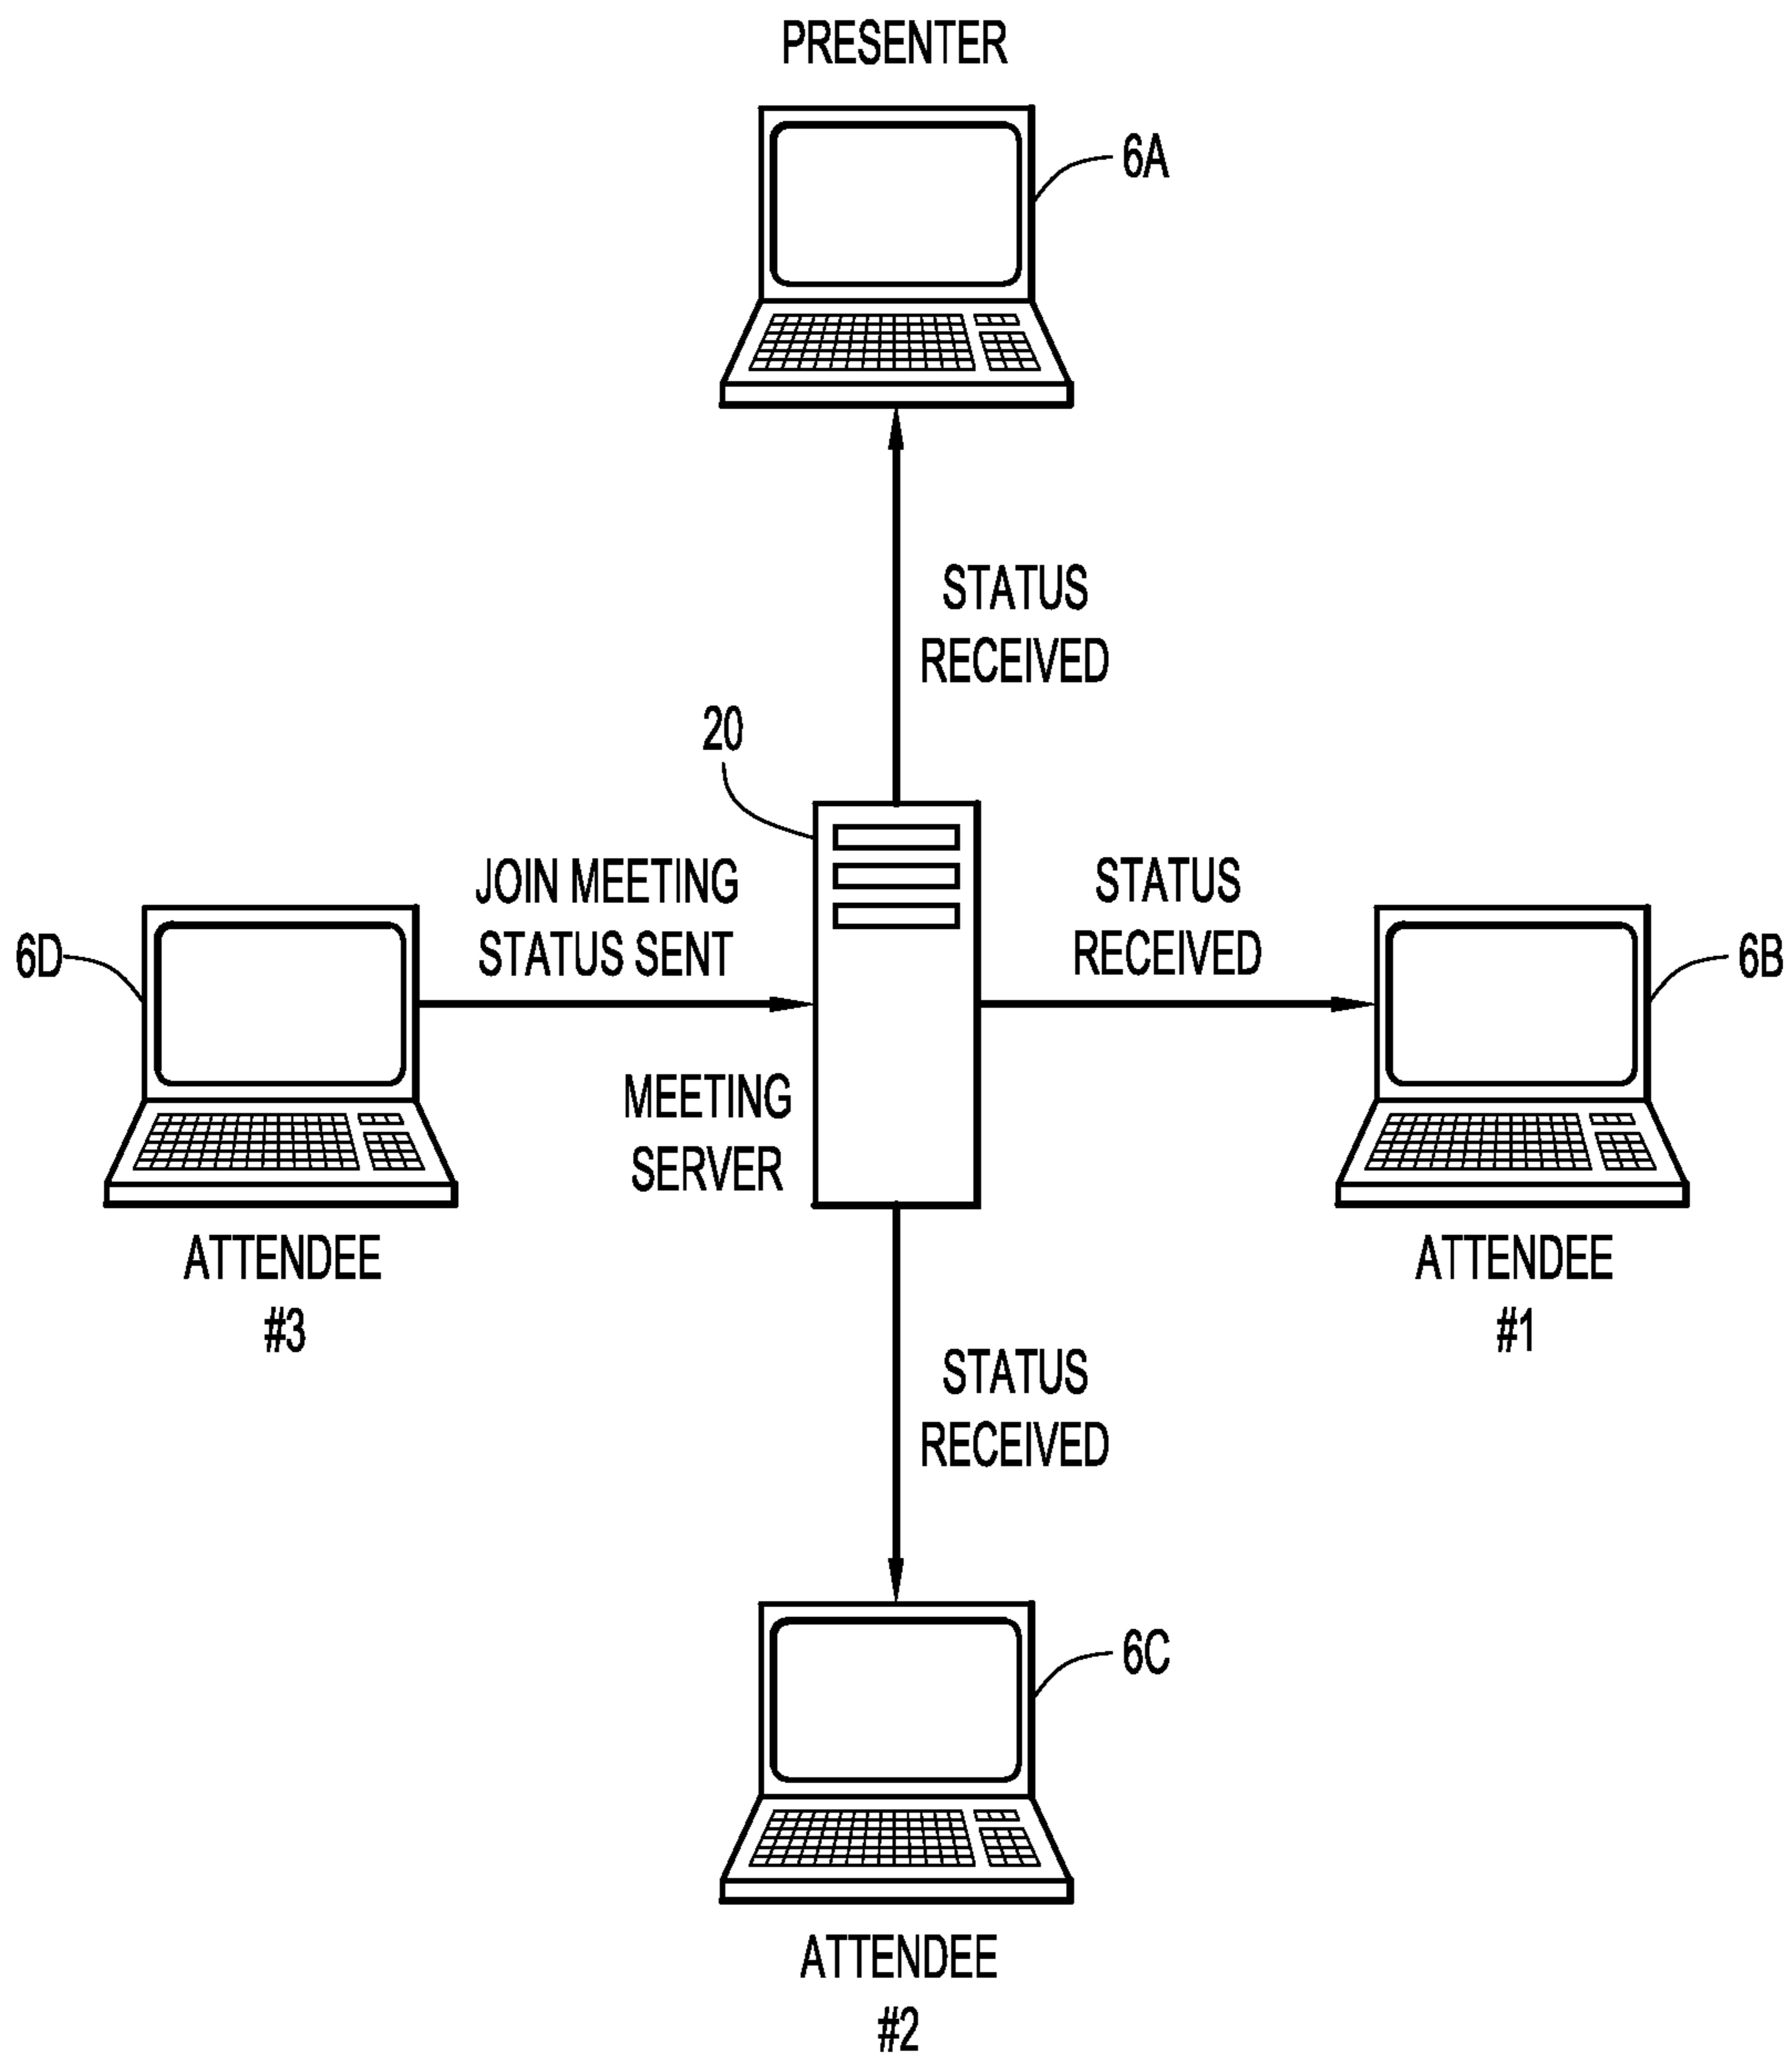 PRESENTER
6A
STATUS
RECEIVED
20
JOIN MEETING
STATUS SENT
STATUS
RECEIVED
6D
6B
MEETING
SERVER
ATTENDEE
#3
ATTENDEE
#1
STATUS
RECEIVED
6C
ATTENDEE
#2